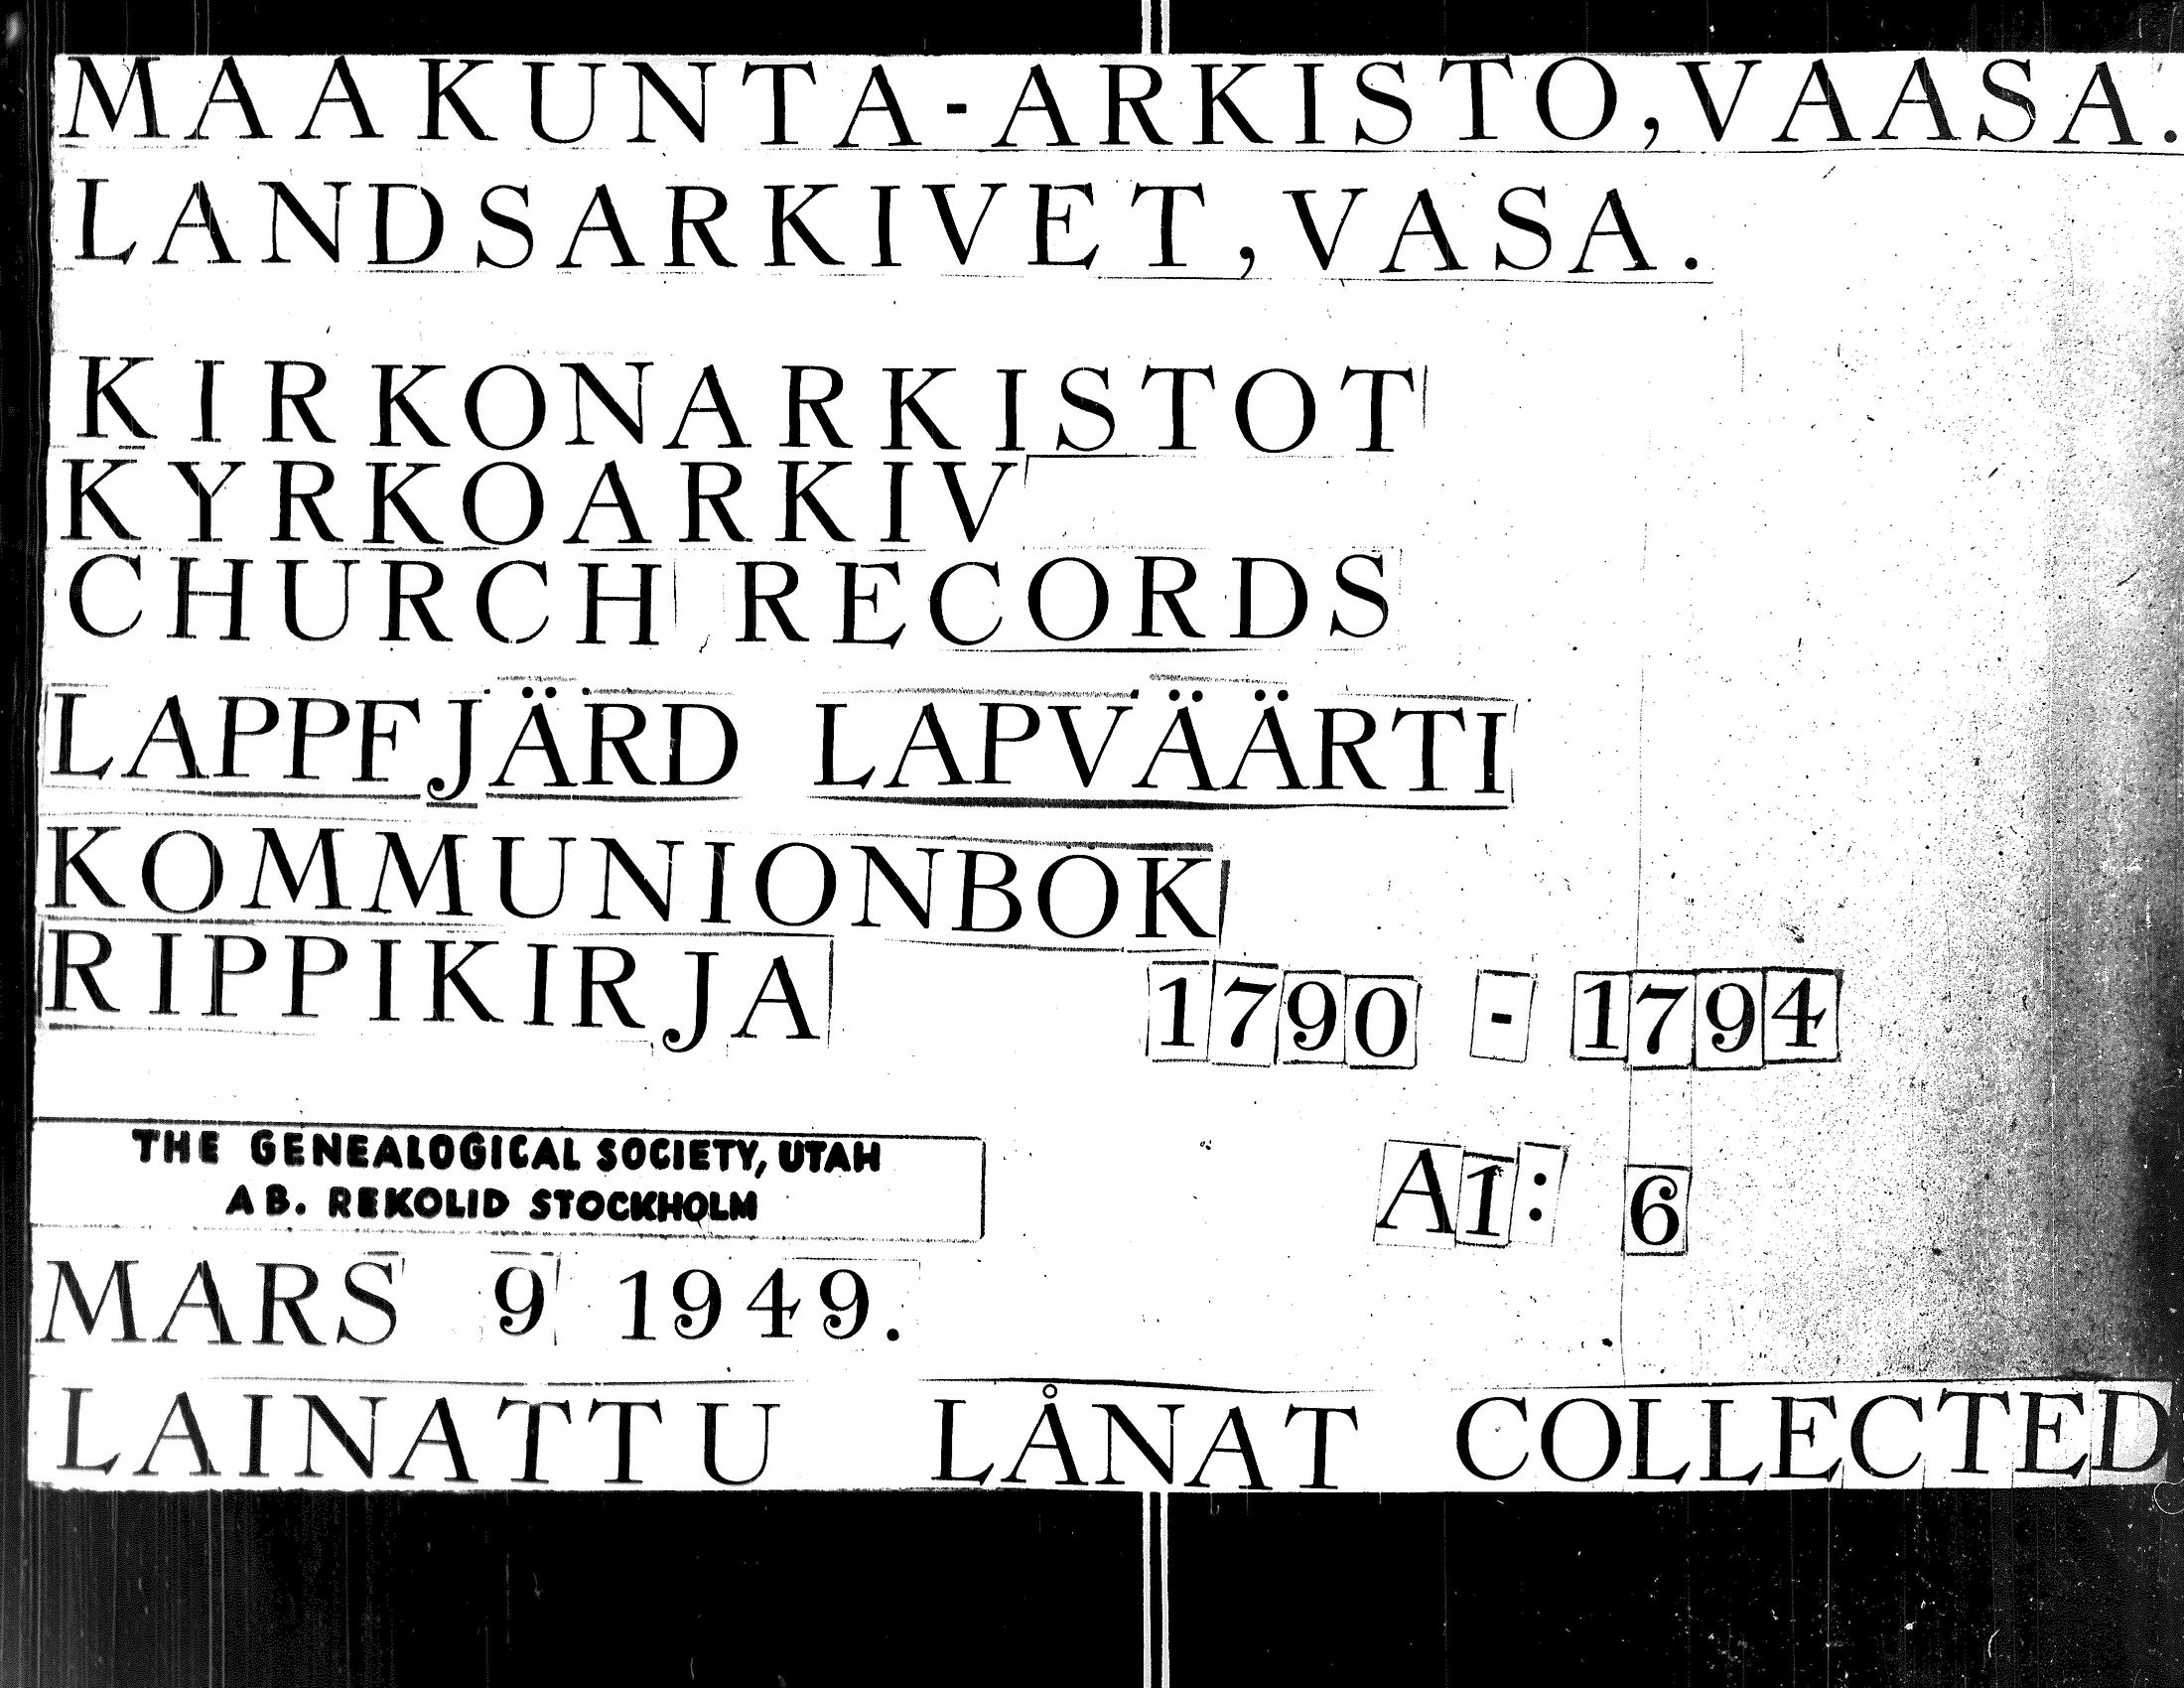 MAAKUNTA-ARKISTO, VAASA.
LANDSARKIVET, VASA.
KIRKONARKISTOT
KYRKOARKIV
CHURCH RECORDS
LAPPFJÄRD LAPVÄÄRTI
KOMMUNIONBOK
RIPPIKIRJA 1790 - 1794
THE GENEALOGICAL SOCIETY, UTAH
AB. REKOLID STOCKHOLM
A1: 6
MARS 9 1949.
LAINATTU LÅNAT COLLECTED